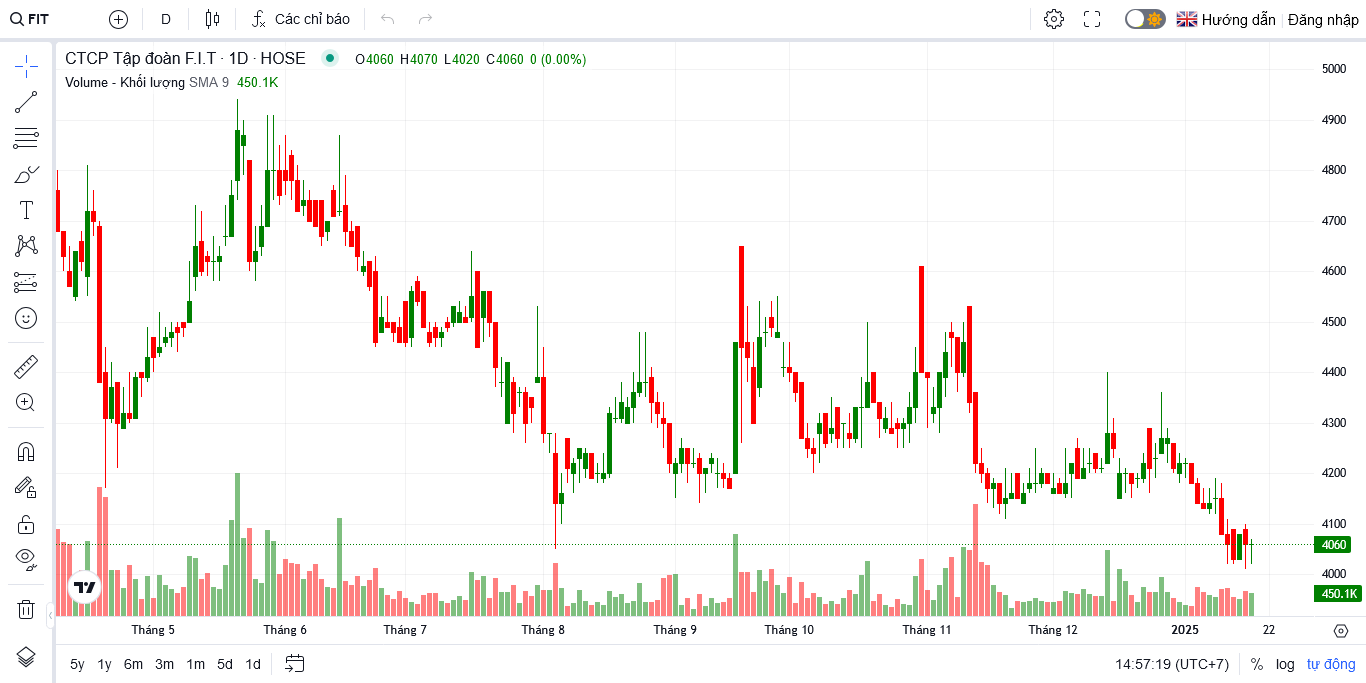 FIT D Các chỉ báo Hướng dẫn Đăng nhập
CTCP Tập đoàn F.I.T · 1D · HOSE O4060 H4070 L4020 C4060 0 (0.00%)
Volume - Khối lượng SMA 9 450.1K
5000
4900
4800
4700
4600
4500
4400
4300
4200
4100
4060
4000
450.1K
Tháng 5 Tháng 6 Tháng 7 Tháng 8 Tháng 9 Tháng 10 Tháng 11 Tháng 12 2025 22
5y 1y 6m 3m 1m 5d 1d 14:57:19 (UTC+7) % log tự động